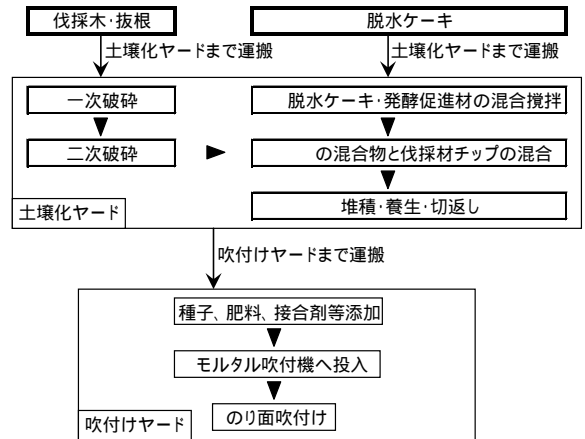 伐採木･抜根
脱水ケーキ
土壌化ヤードまで運搬
土壌化ヤードまで運搬
一次破砕
脱水ケーキ･発酵促進材の混合撹拌
二次破砕
の混合物と伐採材チップの混合
堆積･養生･切返し
土壌化ヤード
吹付けヤードまで運搬
種子、肥料、接合剤等添加
モルタル吹付機へ投入
のり面吹付け
吹付けヤード